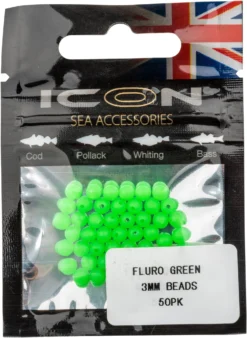 ICON
SEA ACCESSORIES
Cod Pollack Whiting Bass
FLURO GREEN
3MM BEADS
50PK